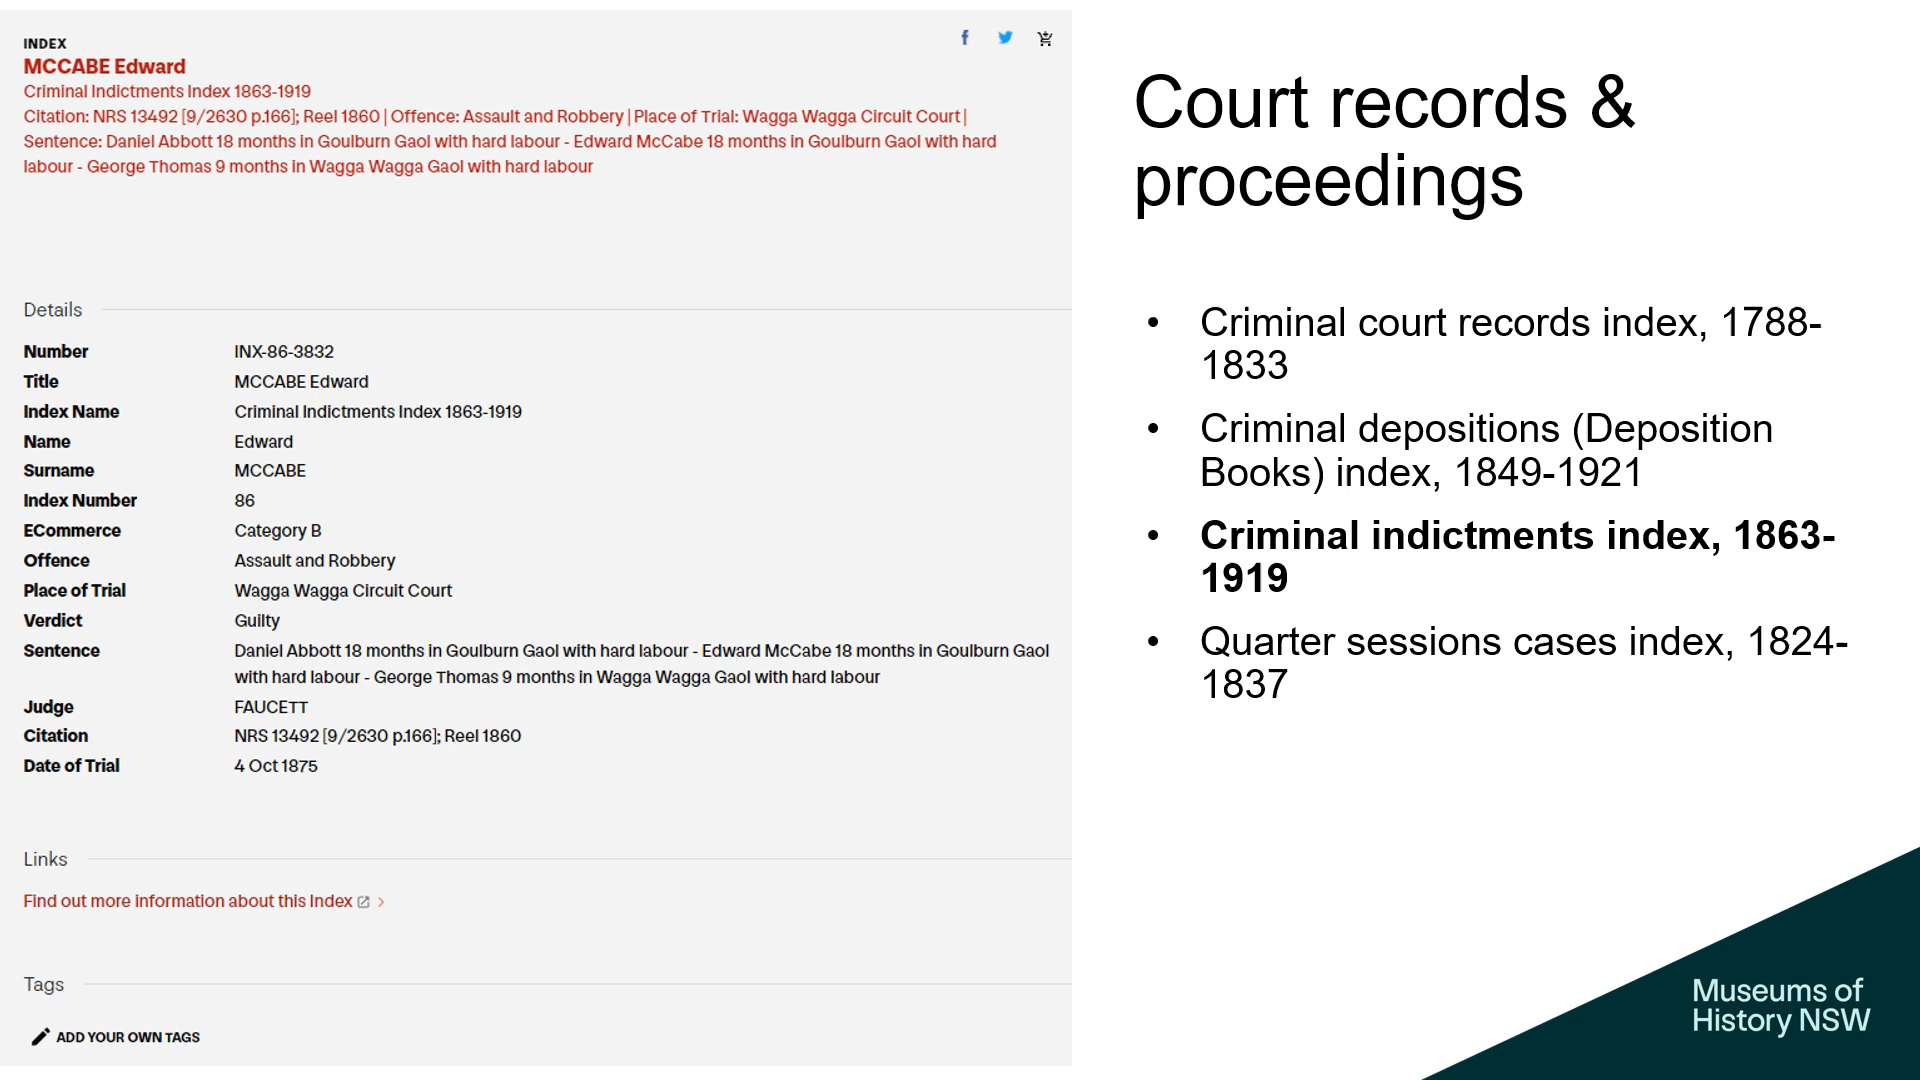 INDEX
MCCABE Edward
Criminal Indictments Index 1863-1919
Citation: NRS 13492 [9/2630 p.166]; Reel 1860 | Offence: Assault and Robbery | Place of Trial: Wagga Wagga Circuit Court |
Sentence: Daniel Abbott 18 months in Goulburn Gaol with hard labour - Edward McCabe 18 months in Goulburn Gaol with hard
labour - George Thomas 9 months in Wagga Wagga Gaol with hard labour
Details
Number INX-86-3832
Title MCCABE Edward
Index Name Criminal Indictments Index 1863-1919
Name Edward
Surname MCCABE
Index Number 86
ECommerce Category B
Offence Assault and Robbery
Place of Trial Wagga Wagga Circuit Court
Verdict Guilty
Sentence Daniel Abbott 18 months in Goulburn Gaol with hard labour - Edward McCabe 18 months in Goulburn Gaol
with hard labour - George Thomas 9 months in Wagga Wagga Gaol with hard labour
Judge FAUCETT
Citation NRS 13492 [9/2630 p.166]; Reel 1860
Date of Trial 4 Oct 1875
Links
Find out more information about this Index
Tags
ADD YOUR OWN TAGS
Court records &
proceedings
• Criminal court records index, 1788-
1833
• Criminal depositions (Deposition
Books) index, 1849-1921
• Criminal indictments index, 1863-
1919
• Quarter sessions cases index, 1824-
1837
Museums of
History NSW